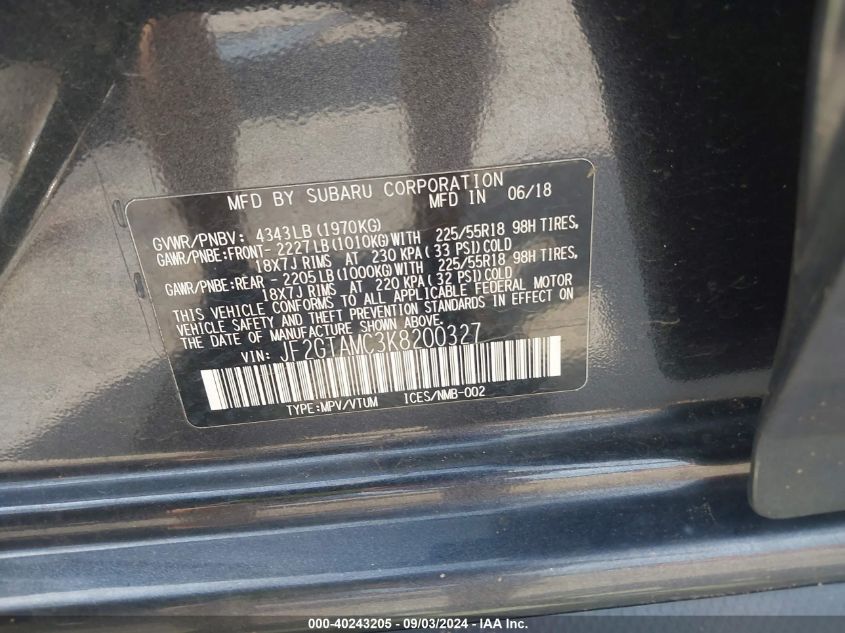 MFD BY SUBARU CORPORATION
MFD IN 06/18
GVWR/PNBV: 4343LB (1970KG)
GAWR/PNBE:FRONT- 2227LB (1010KG) WITH 225/55R18 98H TIRES,
18X7J RIMS AT 230 KPA (33 PSI) COLD
GAWR/PNBE:REAR - 2205LB (1000KG) WITH 225/55R18 98H TIRES,
18X7J RIMS AT 220 KPA (32 PSI) COLD
THIS VEHICLE CONFORMS TO ALL APPLICABLE FEDERAL MOTOR
VEHICLE SAFETY AND THEFT PREVENTION STANDARDS IN EFFECT ON
THE DATE OF MANUFACTURE SHOWN ABOVE.
VIN: JF2GTAMC3K8200327
TYPE:MPV/VTUM ICES/NMB-002
000-40243205 - 09/03/2024 - IAA Inc.